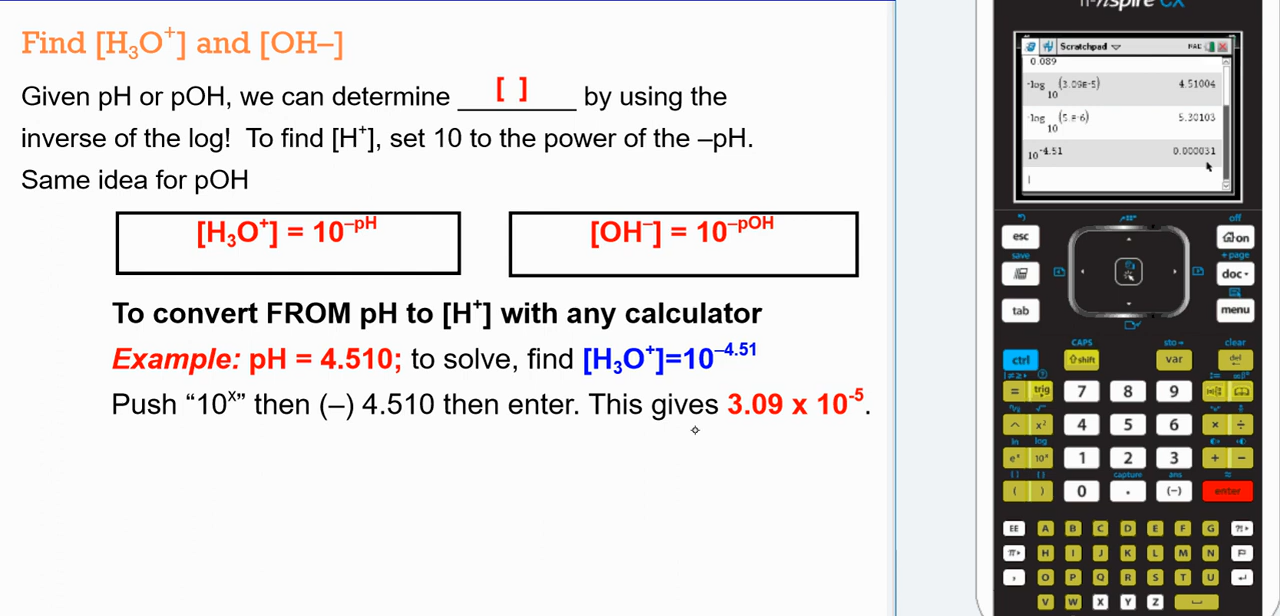 Find [H₃O⁺] and [OH–]
Given pH or pOH, we can determine [ ] by using the
inverse of the log! To find [H⁺], set 10 to the power of the –pH.
Same idea for pOH
[H₃O⁺] = 10⁻ᵖᴴ [OH⁻] = 10⁻ᵖᴼᴴ
To convert FROM pH to [H⁺] with any calculator
Example: pH = 4.510; to solve, find [H₃O⁺]=10⁻⁴·⁵¹
Push “10ˣ” then (–) 4.510 then enter. This gives 3.09 x 10⁻⁵.
Scratchpad
RAD
0.089
-log₁₀(3.09E-5) 4.51004
-log₁₀(5.E-6) 5.30103
10⁻⁴·⁵¹ 0.000031
off
esc on
save +page
doc
tab menu
CAPS sto→ clear
ctrl shift var del
= trig 7 8 9
^ x² 4 5 6 × ÷
ln log
eˣ 10ˣ 1 2 3 + −
capture ans ≈
( ) 0 . (−) enter
EE A B C D E F G ?!▸
π▸ H I J K L M N
, O P Q R S T U ↵
V W X Y Z